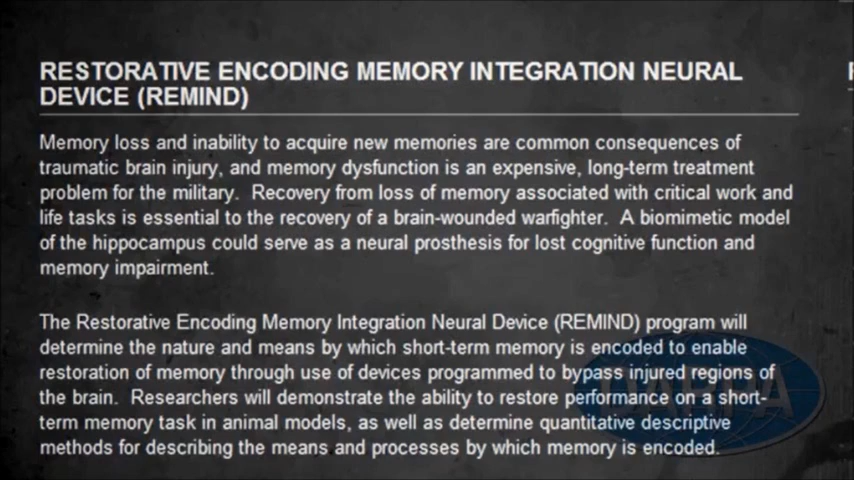 RESTORATIVE ENCODING MEMORY INTEGRATION NEURAL
DEVICE (REMIND)
Memory loss and inability to acquire new memories are common consequences of
traumatic brain injury, and memory dysfunction is an expensive, long-term treatment
problem for the military.  Recovery from loss of memory associated with critical work and
life tasks is essential to the recovery of a brain-wounded warfighter.  A biomimetic model
of the hippocampus could serve as a neural prosthesis for lost cognitive function and
memory impairment.
The Restorative Encoding Memory Integration Neural Device (REMIND) program will
determine the nature and means by which short-term memory is encoded to enable
restoration of memory through use of devices programmed to bypass injured regions of
the brain.  Researchers will demonstrate the ability to restore performance on a short-
term memory task in animal models, as well as determine quantitative descriptive
methods for describing the means and processes by which memory is encoded.
DARPA